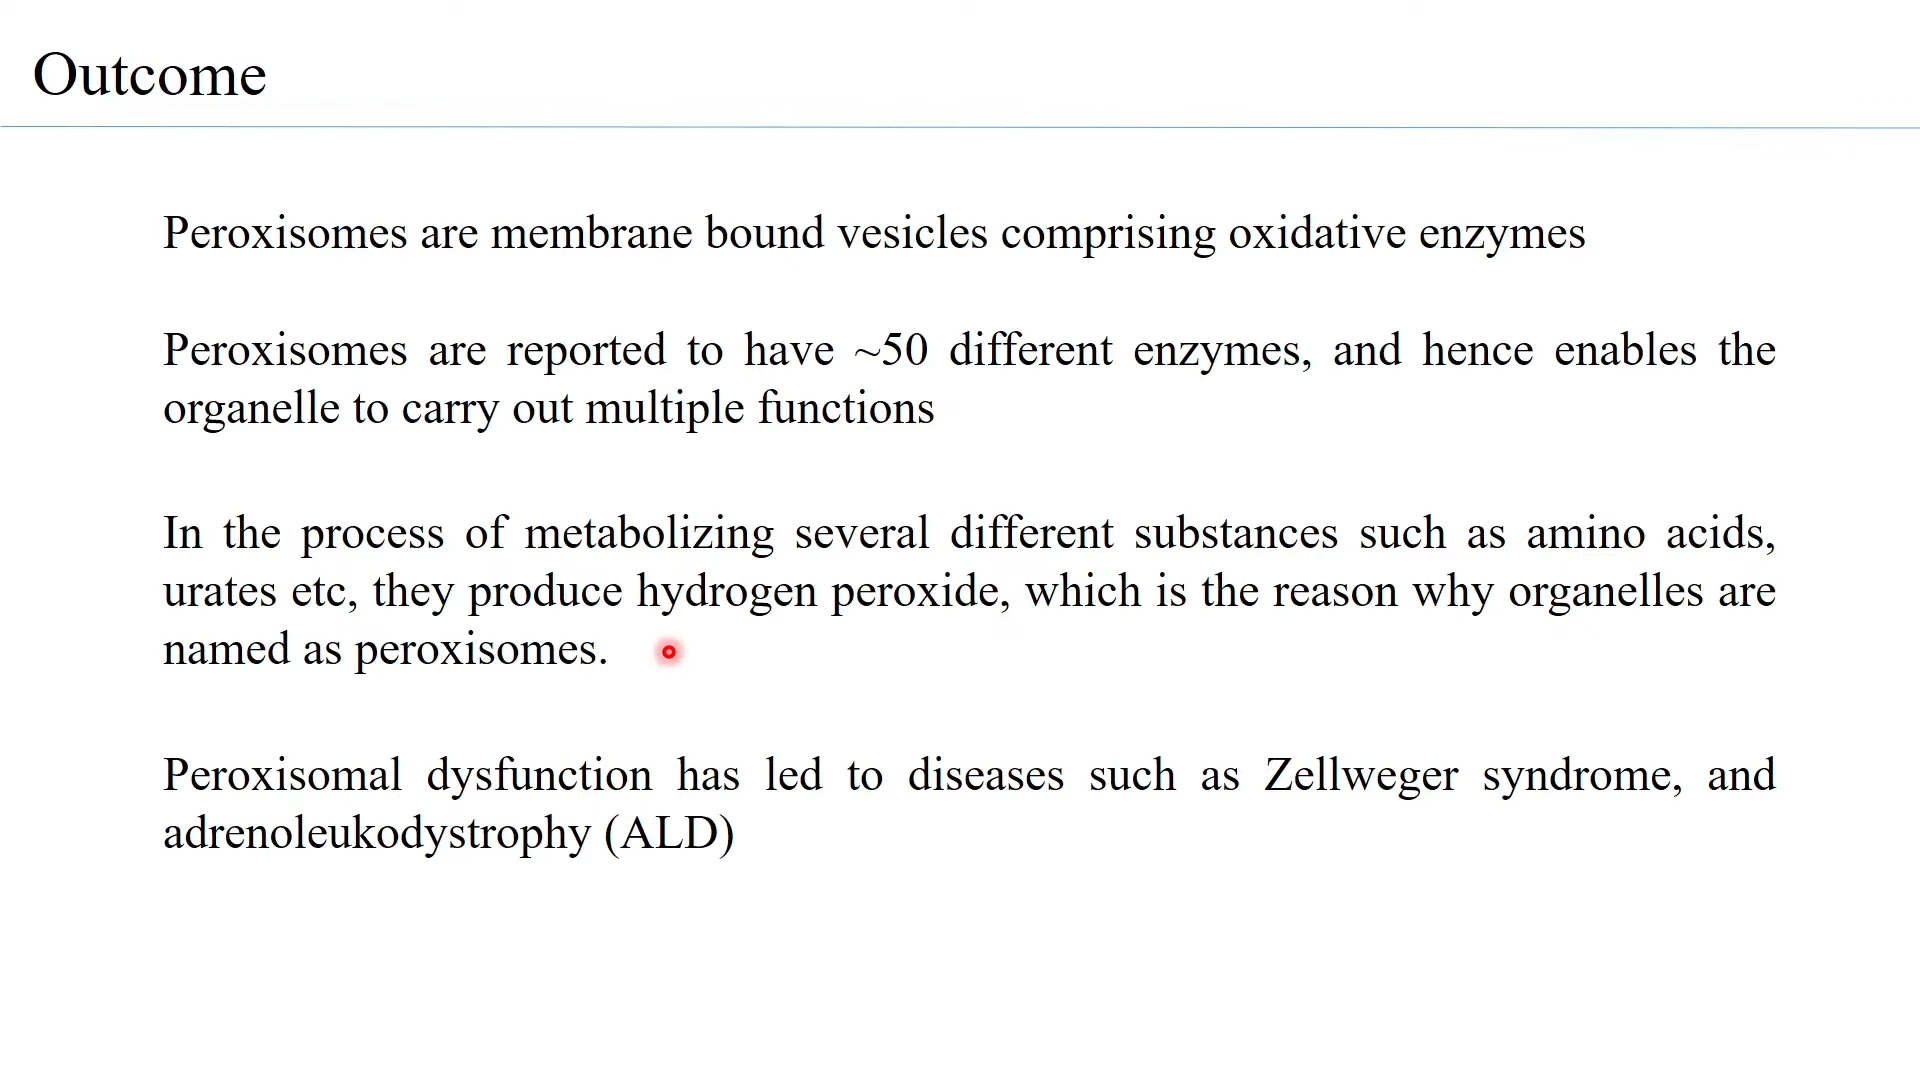 Outcome
Peroxisomes are membrane bound vesicles comprising oxidative enzymes
Peroxisomes are reported to have ~50 different enzymes, and hence enables the
organelle to carry out multiple functions
In the process of metabolizing several different substances such as amino acids,
urates etc, they produce hydrogen peroxide, which is the reason why organelles are
named as peroxisomes.
Peroxisomal dysfunction has led to diseases such as Zellweger syndrome, and
adrenoleukodystrophy (ALD)